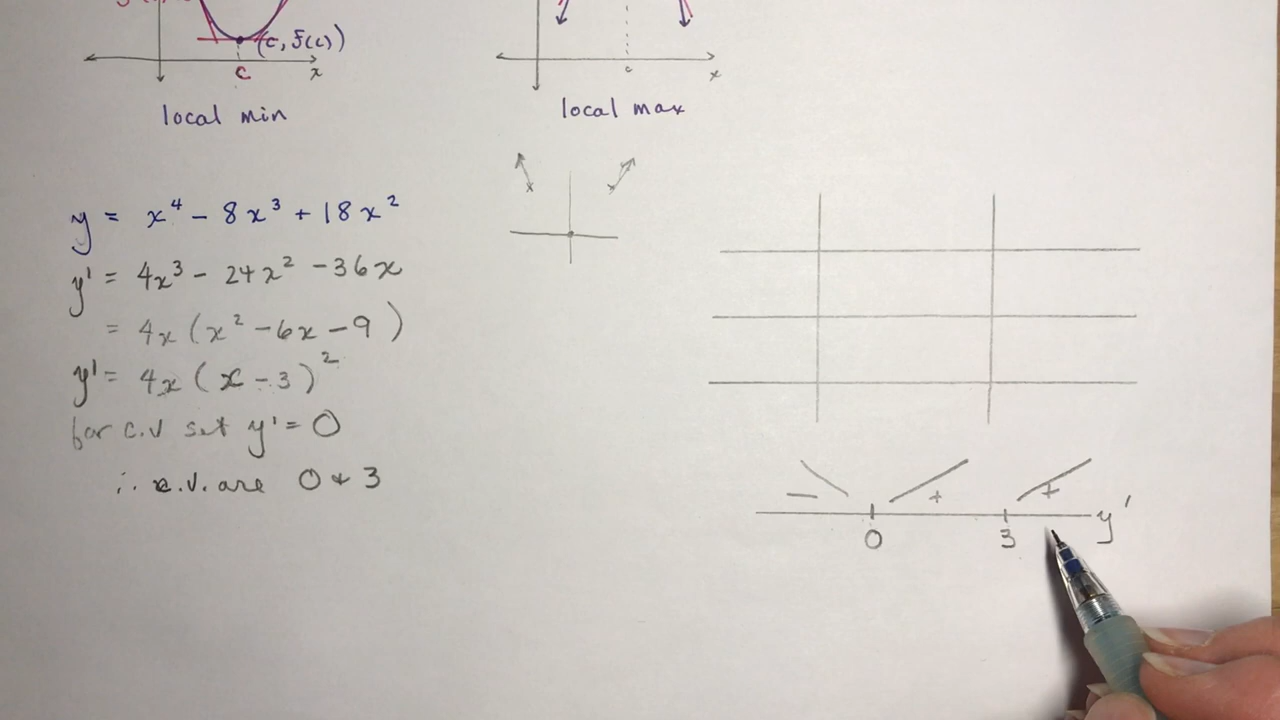 (c, f(c))
c x
c x
local min
local max
y = x⁴ - 8x³ + 18x²
y' = 4x³ - 24x² - 36x
= 4x (x² - 6x - 9)
y' = 4x (x - 3)²
for c.v set y' = 0
∴ c.v. are 0 & 3
− + +
0 3 y'